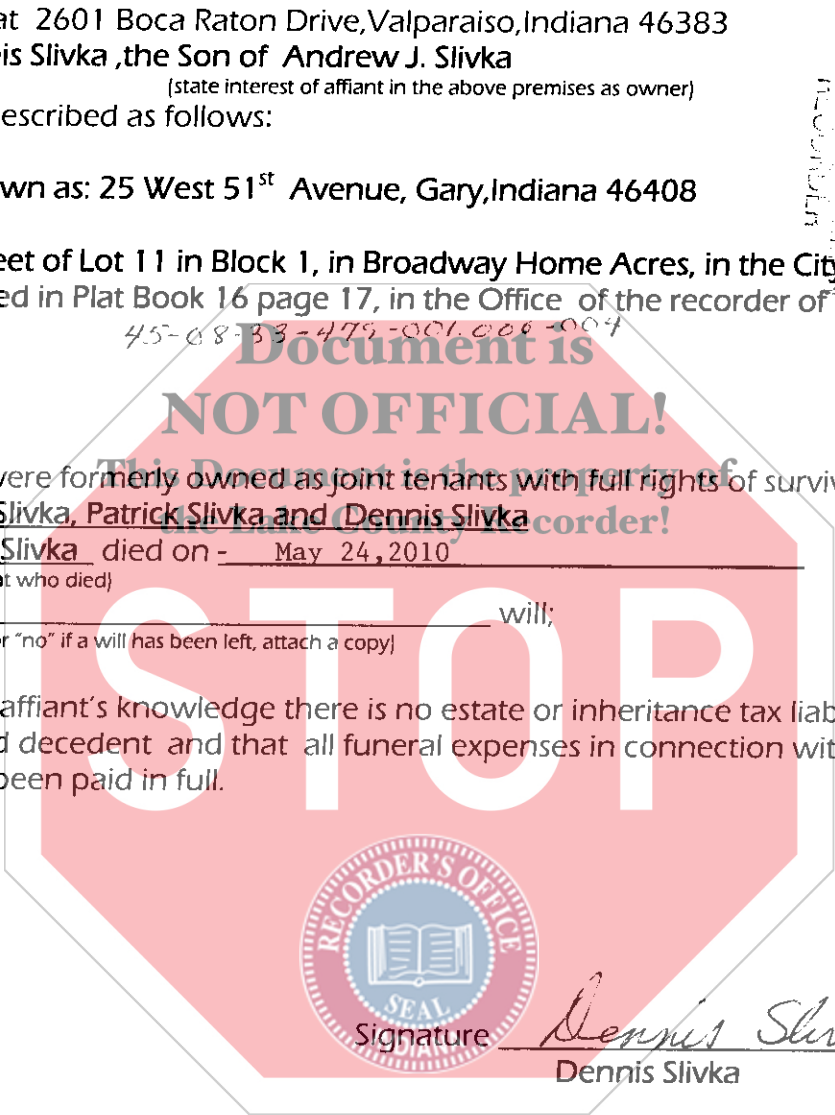 at 2601 Boca Raton Drive,Valparaiso,Indiana 46383
is Slivka ,the Son of Andrew J. Slivka
(state interest of affiant in the above premises as owner)
escribed as follows:
wn as: 25 West 51st Avenue, Gary,Indiana 46408
RECORDER
eet of Lot 11 in Block 1, in Broadway Home Acres, in the City
ed in Plat Book 16 page 17, in the Office of the recorder of
45-08-33-479-001.000-004
Document is
NOT OFFICIAL!
This Document is the property of
the Lake County Recorder!
vere formerly owned as joint tenants with full rights of surviv
Slivka, Patrick Slivka and Dennis Slivka
Slivka died on - May 24,2010
t who died)
will;
r "no" if a will has been left, attach a copy)
STOP
affiant's knowledge there is no estate or inheritance tax liab
d decedent and that all funeral expenses in connection wit
been paid in full.
RECORDER'S OFFICE
SEAL
INDIANA
Signature Dennis Sliv
Dennis Slivka